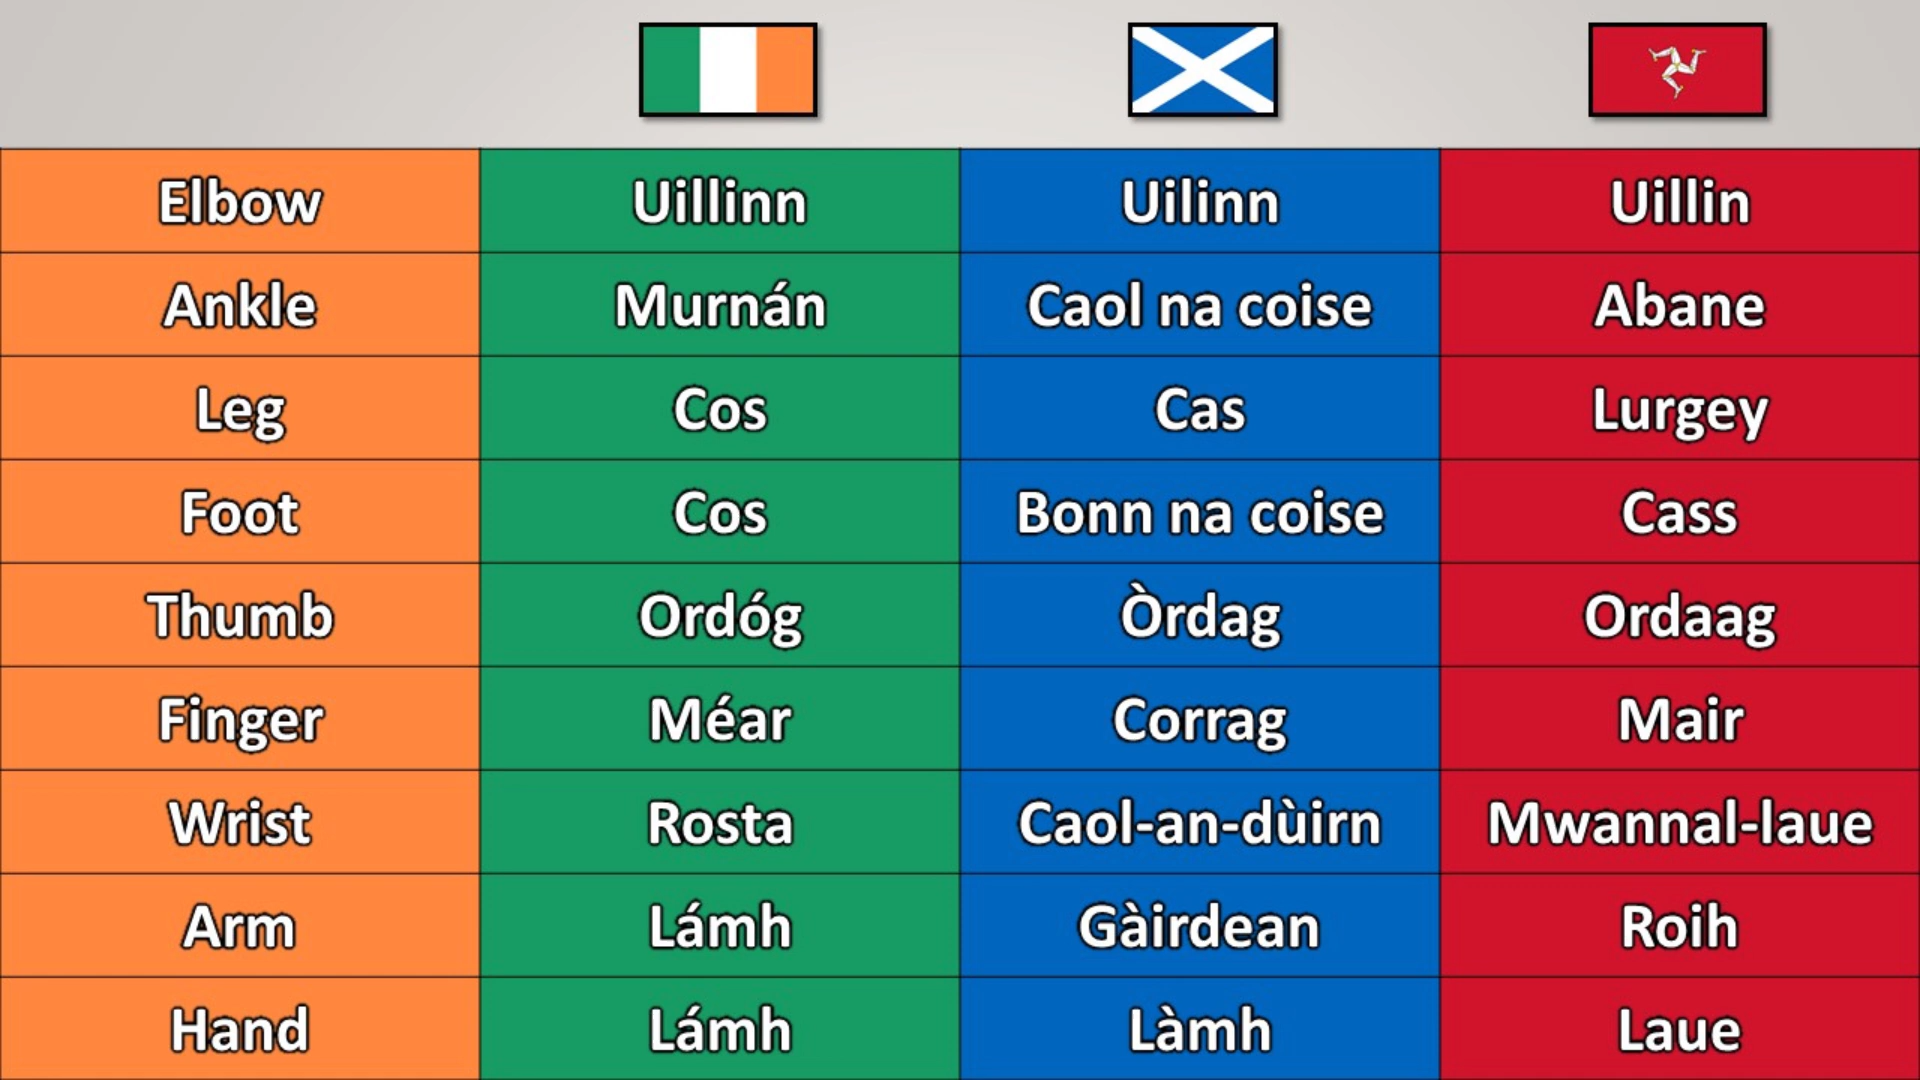 Elbow Uillinn Uilinn Uillin
Ankle Murnán Caol na coise Abane
Leg Cos Cas Lurgey
Foot Cos Bonn na coise Cass
Thumb Ordóg Òrdag Ordaag
Finger Méar Corrag Mair
Wrist Rosta Caol-an-dùirn Mwannal-laue
Arm Lámh Gàirdean Roih
Hand Lámh Làmh Laue